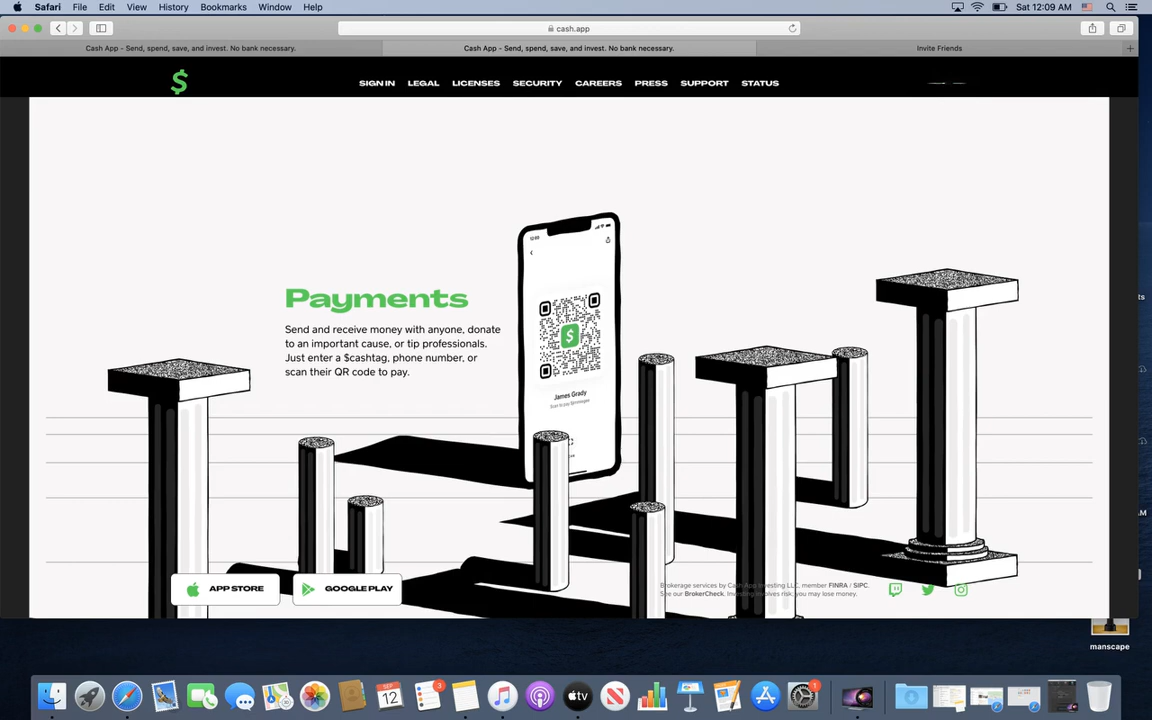 Safari File Edit View History Bookmarks Window Help Sat 12:09 AM
cash.app
Cash App - Send, spend, save, and invest. No bank necessary.
Cash App - Send, spend, save, and invest. No bank necessary.
Invite Friends
SIGN IN LEGAL LICENSES SECURITY CAREERS PRESS SUPPORT STATUS
Payments
Send and receive money with anyone, donate
to an important cause, or tip professionals.
Just enter a $cashtag, phone number, or
scan their QR code to pay.
James Grady
APP STORE
GOOGLE PLAY
Brokerage services by Cash App Investing LLC, member FINRA / SIPC.
See our BrokerCheck. Investing involves risk, you may lose money.
manscape
SEP
12
3
tv
1